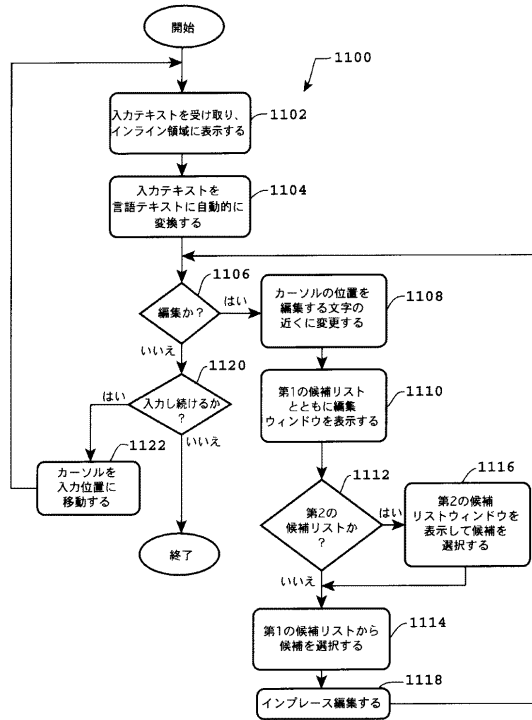 開始
1100
入力テキストを受け取り、
インライン領域に表示する
1102
入力テキストを
言語テキストに自動的に
変換する
1104
編集か?
1106
はい
いいえ
カーソルの位置を
編集する文字の
近くに変更する
1108
第1の候補リスト
とともに編集
ウィンドウを表示する
1110
入力し続けるか
?
1120
はい
いいえ
カーソルを
入力位置に
移動する
1122
終了
第2の
候補リストか
?
1112
はい
いいえ
第2の候補
リストウィンドウを
表示して候補を
選択する
1116
第1の候補リストから
候補を選択する
1114
インプレース編集する
1118